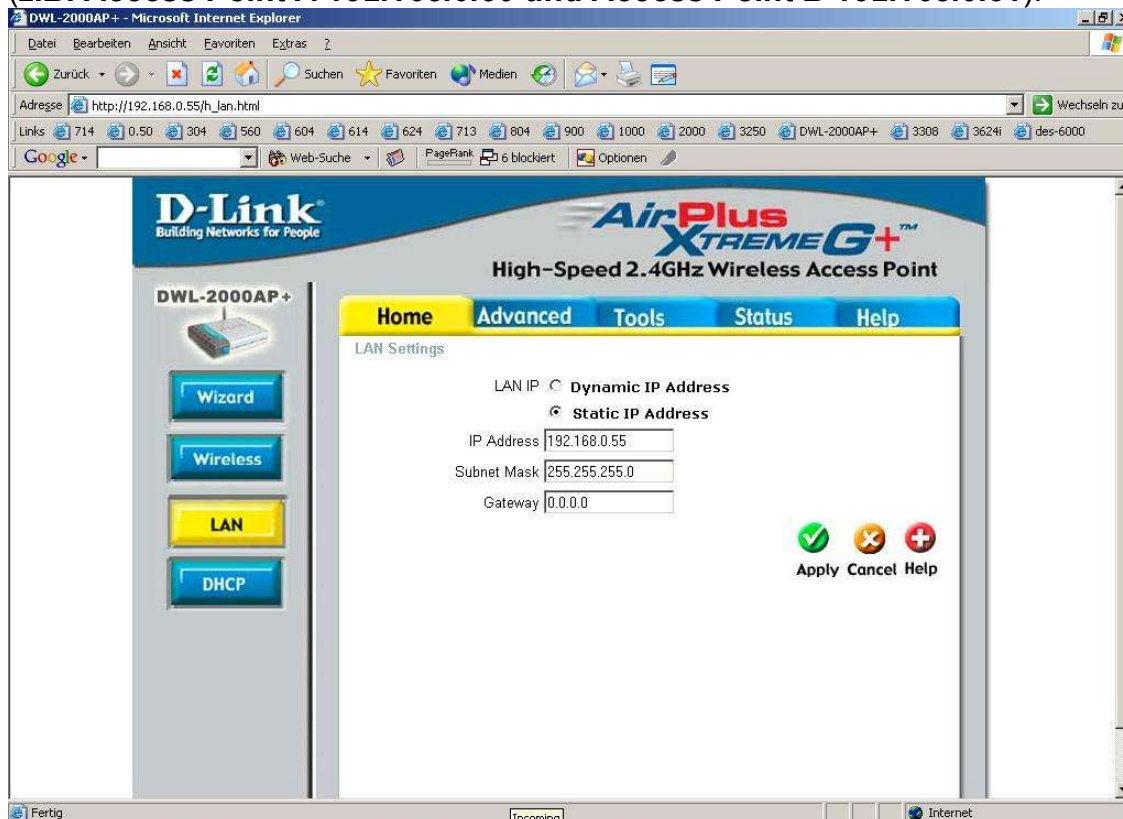 DWL-2000AP+ - Microsoft Internet Explorer
Datei Bearbeiten Ansicht Favoriten Extras ?
Zurück Suchen Favoriten Medien
Adresse http://192.168.0.55/h_lan.html Wechseln zu
Links 714 0.50 304 560 604 614 624 713 804 900 1000 2000 3250 DWL-2000AP+ 3308 3624i des-6000
Google Web-Suche PageRank 6 blockiert Optionen
D-Link
Building Networks for People
AirPlus
XTREME G+™
High-Speed 2.4GHz Wireless Access Point
DWL-2000AP+
Home Advanced Tools Status Help
LAN Settings
Wizard
Wireless
LAN
DHCP
LAN IP Dynamic IP Address
Static IP Address
IP Address 192.168.0.55
Subnet Mask 255.255.255.0
Gateway 0.0.0.0
Apply Cancel Help
Fertig Incoming Internet